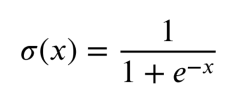 σ(x) = 1 / (1 + e^{-x})